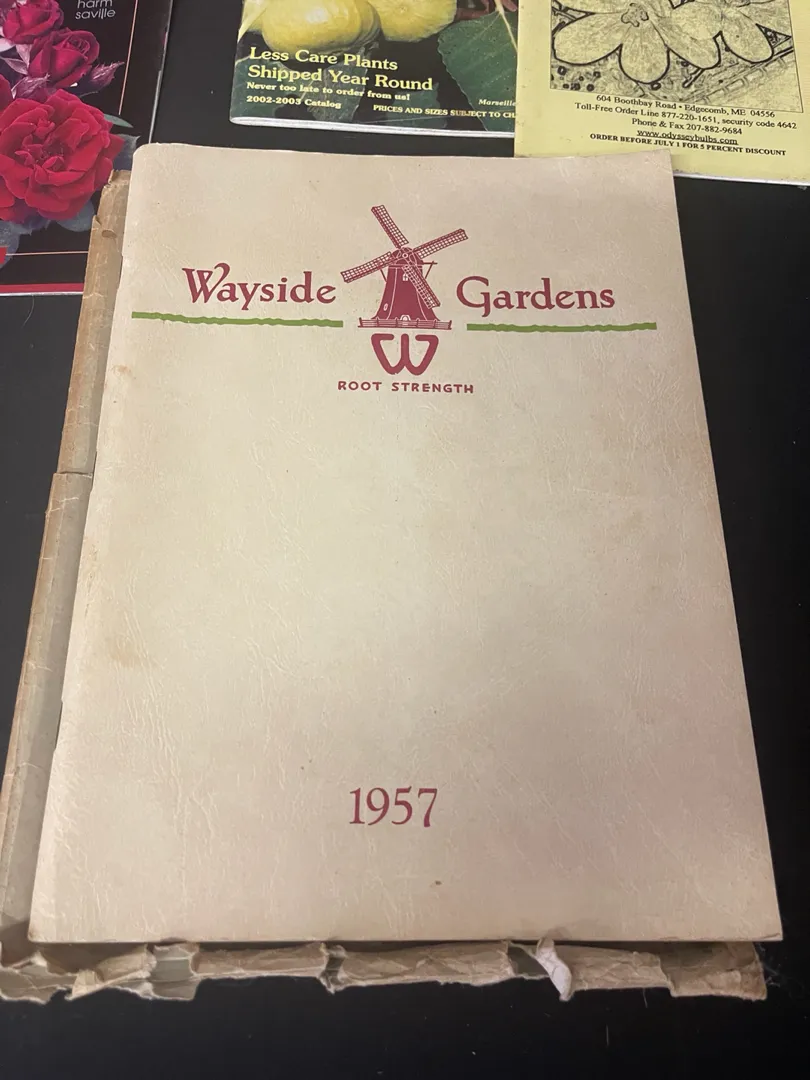 harm
saville
Less Care Plants
Shipped Year Round
Never too late to order from us!
2002-2003 Catalog
Marseille
PRICES AND SIZES SUBJECT TO CH
604 Boothbay Road • Edgecomb, ME 04556
Toll-Free Order Line 877-220-1651, security code 4642
Phone & Fax 207-882-9684
www.odysseybulbs.com
ORDER BEFORE JULY 1 FOR 5 PERCENT DISCOUNT
Wayside Gardens
W
ROOT STRENGTH
1957